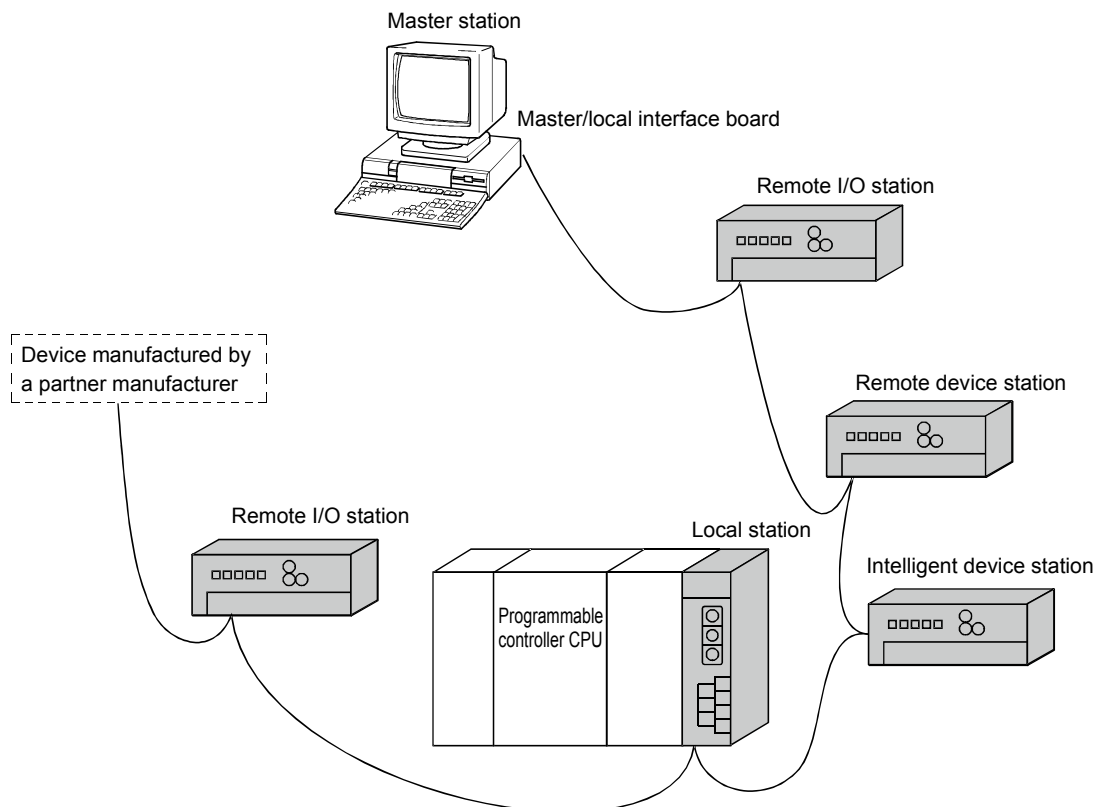 Master station
Master/local interface board
Remote I/O station
Device manufactured by
a partner manufacturer
Remote device station
Remote I/O station
Local station
Intelligent device station
Programmable
controller CPU